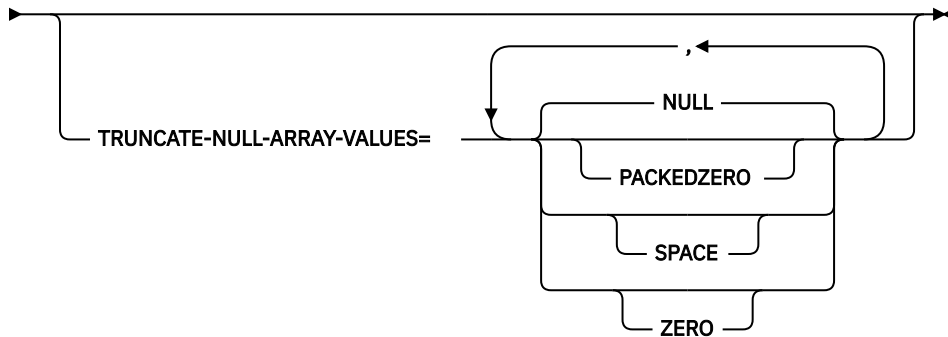 ,
NULL
TRUNCATE-NULL-ARRAY-VALUES=
PACKEDZERO
SPACE
ZERO